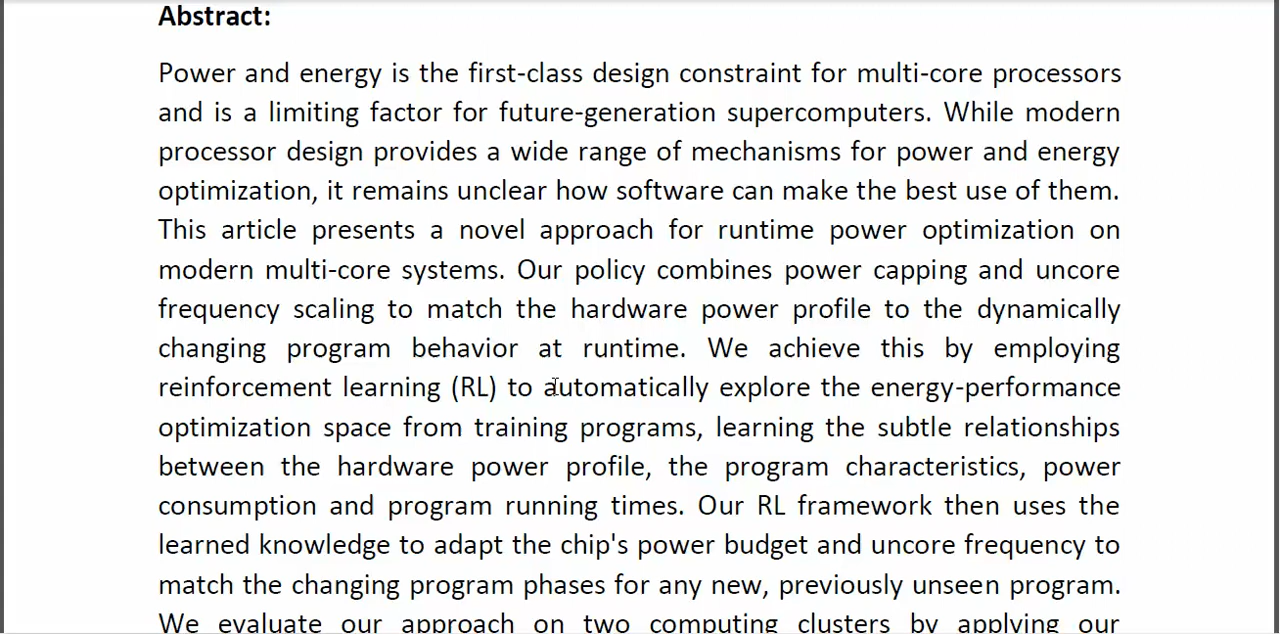 Abstract:
Power and energy is the first-class design constraint for multi-core processors
and is a limiting factor for future-generation supercomputers. While modern
processor design provides a wide range of mechanisms for power and energy
optimization, it remains unclear how software can make the best use of them.
This article presents a novel approach for runtime power optimization on
modern multi-core systems. Our policy combines power capping and uncore
frequency scaling to match the hardware power profile to the dynamically
changing program behavior at runtime. We achieve this by employing
reinforcement learning (RL) to automatically explore the energy-performance
optimization space from training programs, learning the subtle relationships
between the hardware power profile, the program characteristics, power
consumption and program running times. Our RL framework then uses the
learned knowledge to adapt the chip's power budget and uncore frequency to
match the changing program phases for any new, previously unseen program.
We evaluate our approach on two computing clusters by applying our